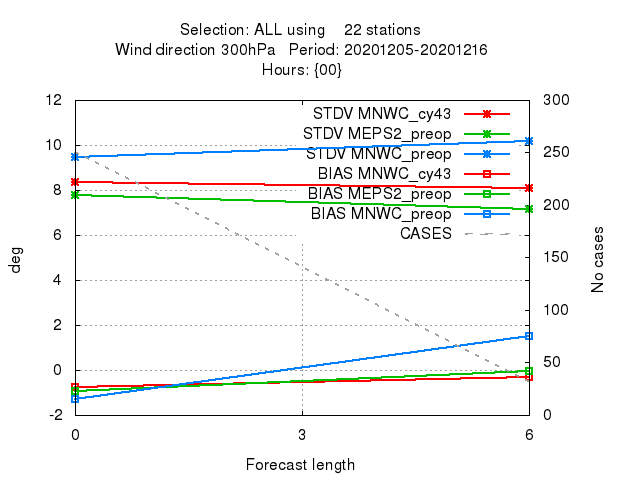 Selection: ALL using 22 stations
Wind direction 300hPa Period: 20201205-20201216
Hours: {00}
12 300
STDV MNWC_cy43
STDV MEPS2_preop
10 250
STDV MNWC_preop
BIAS MNWC_cy43
8 200
BIAS MEPS2_preop
BIAS MNWC_preop
CASES
6
150
4
100
2
50
0
-2 0
deg
No cases
0 3 6
Forecast length